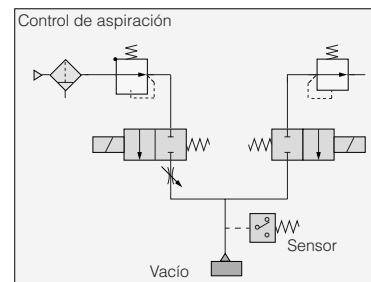 Control de aspiración
Sensor
Vacío